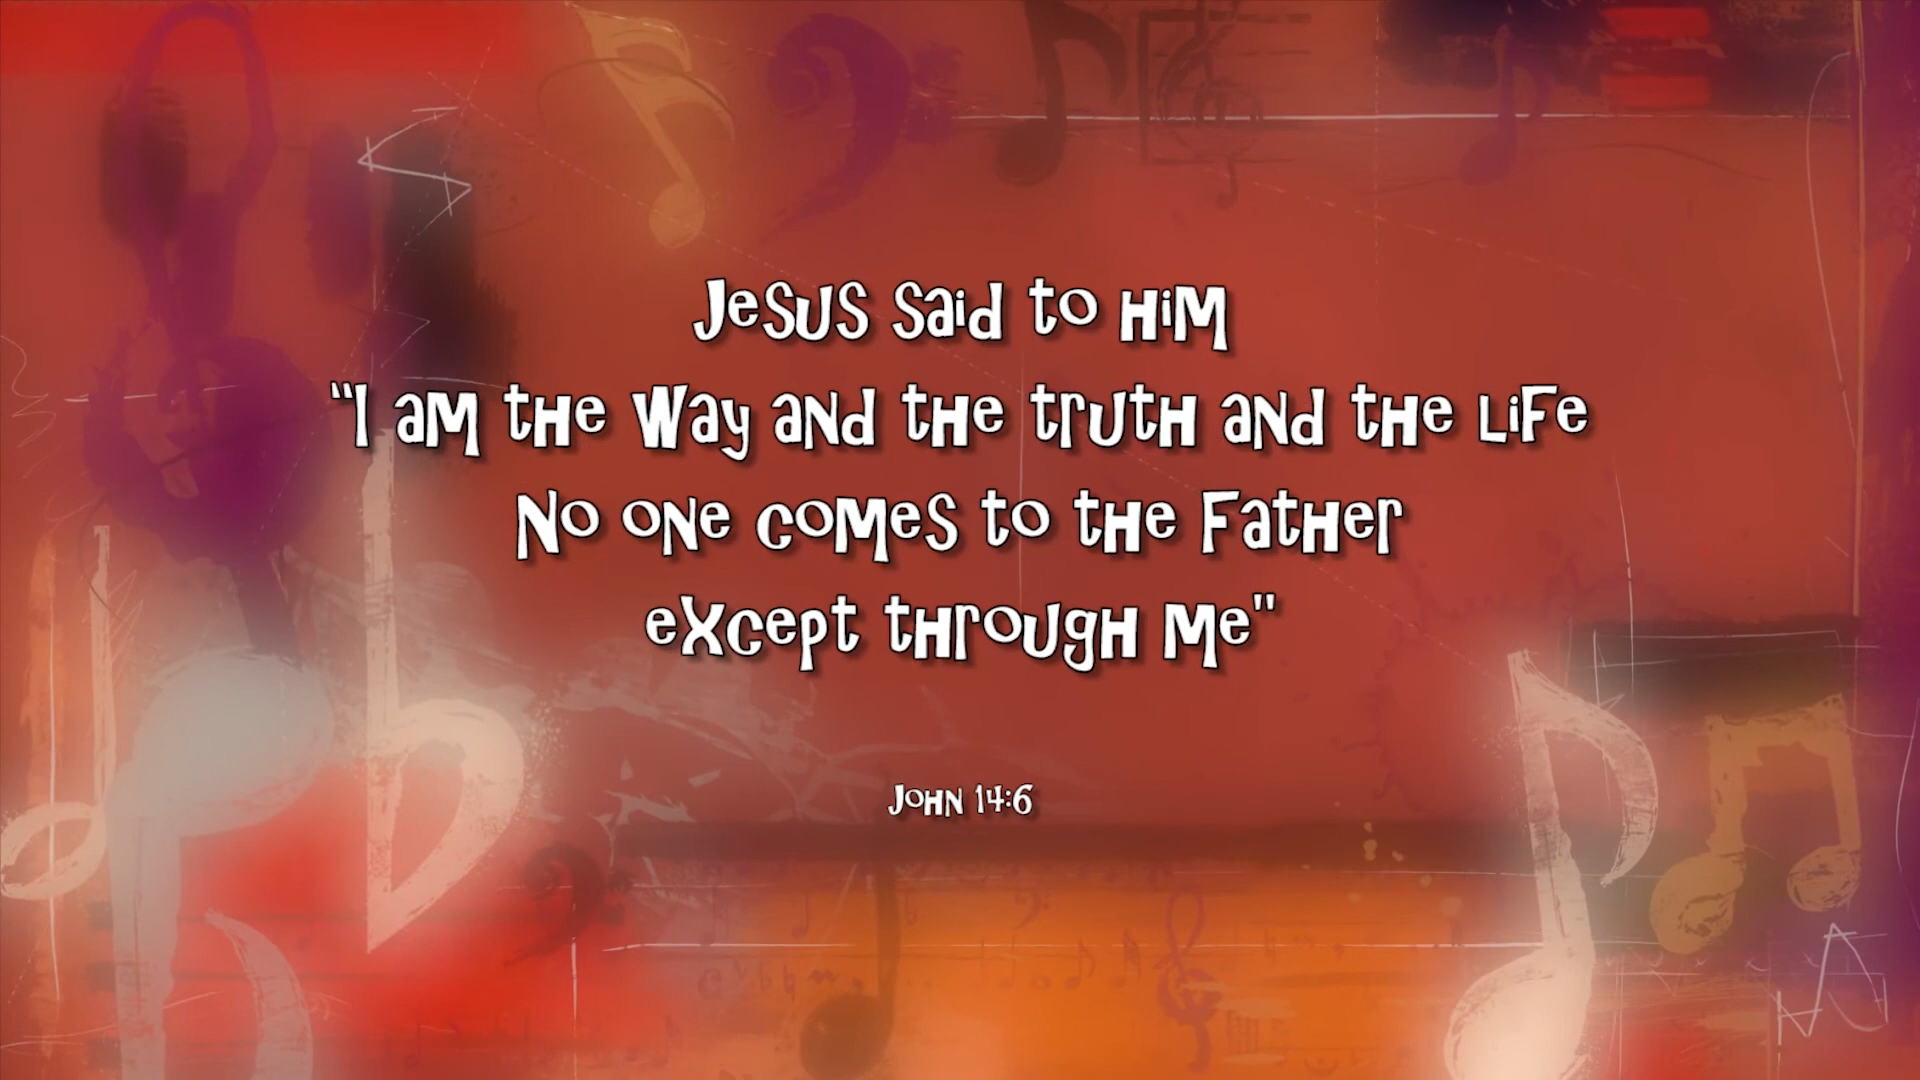 Jesus said to Him
“I am the Way and the truth and the Life
No one comes to the Father
except through Me"
John 14:6